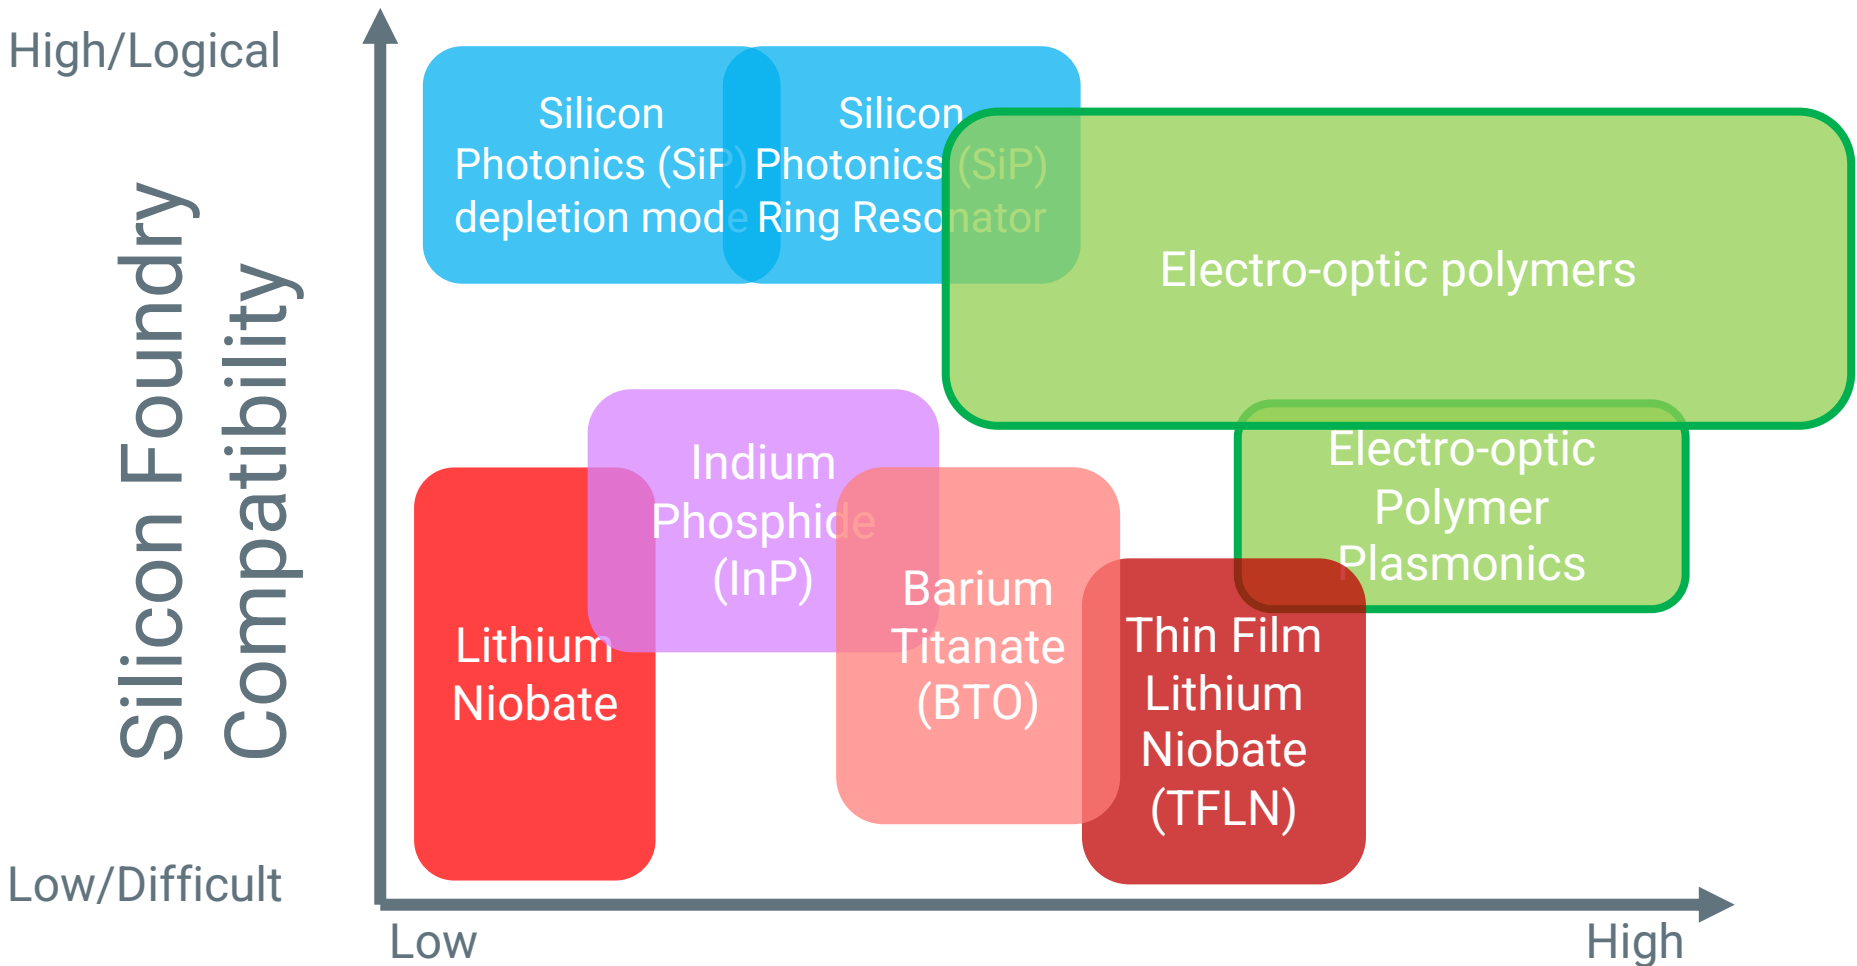 High/Logical
Silicon Foundry
Compatibility
Low/Difficult
Silicon
Photonics (SiP)
depletion mode
Silicon
Photonics (SiP)
Ring Resonator
Electro-optic polymers
Indium
Phosphide
(InP)
Electro-optic
Polymer
Plasmonics
Lithium
Niobate
Barium
Titanate
(BTO)
Thin Film
Lithium
Niobate
(TFLN)
Low
High